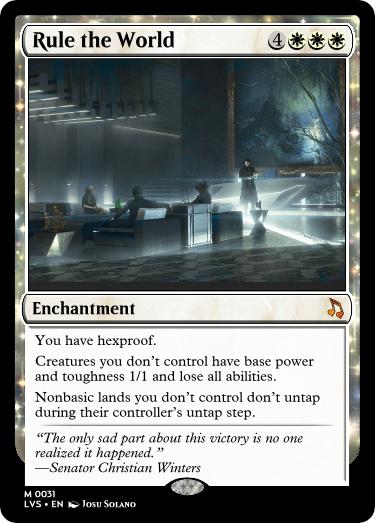 Rule the World 4
Enchantment
You have hexproof.
Creatures you don't control have base power
and toughness 1/1 and lose all abilities.
Nonbasic lands you don't control don't untap
during their controller's untap step.
“The only sad part about this victory is no one
realized it happened.”
—Senator Christian Winters
M 0031
LVS • EN Josu Solano